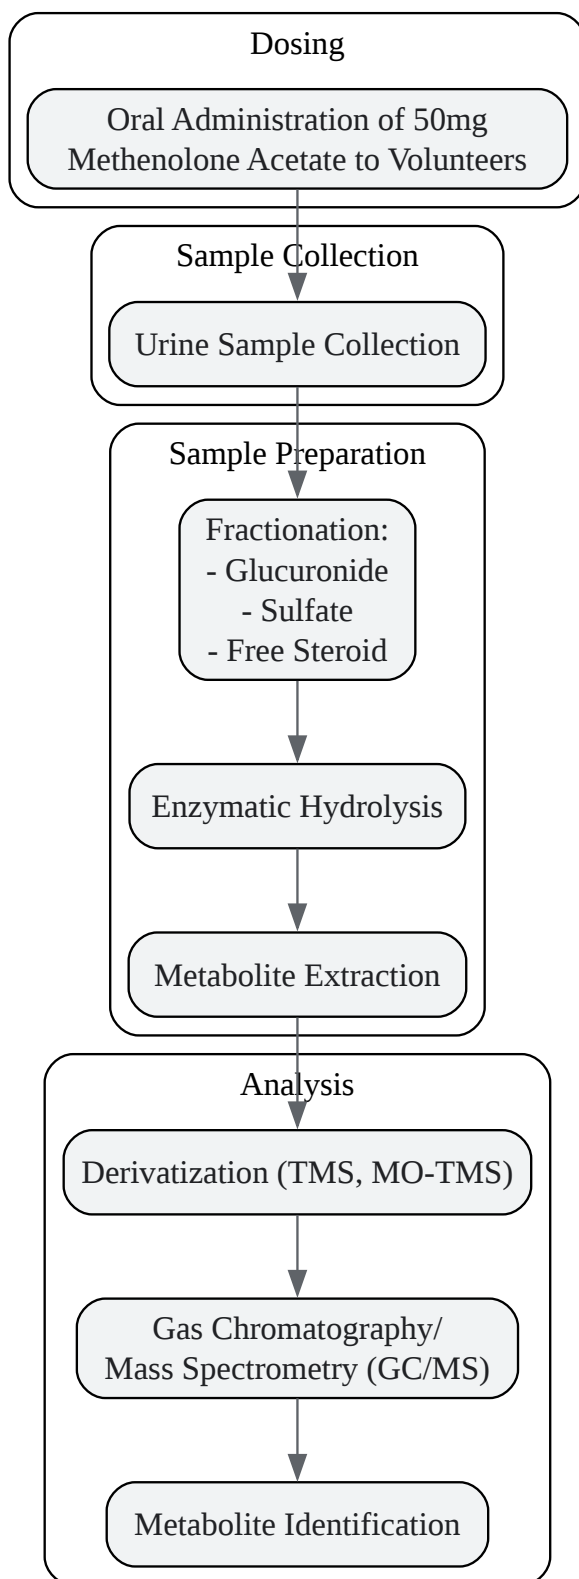 Dosing
Oral Administration of 50mg
Methenolone Acetate to Volunteers
Sample Collection
Urine Sample Collection
Sample Preparation
Fractionation:
- Glucuronide
- Sulfate
- Free Steroid
Enzymatic Hydrolysis
Metabolite Extraction
Analysis
Derivatization (TMS, MO-TMS)
Gas Chromatography/
Mass Spectrometry (GC/MS)
Metabolite Identification